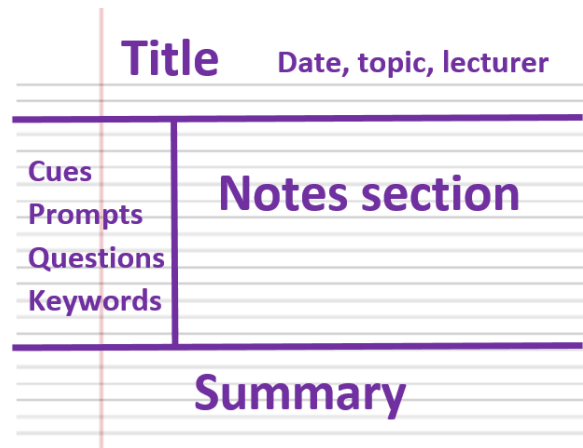 Title Date, topic, lecturer
Cues
Prompts
Questions
Keywords
Notes section
Summary